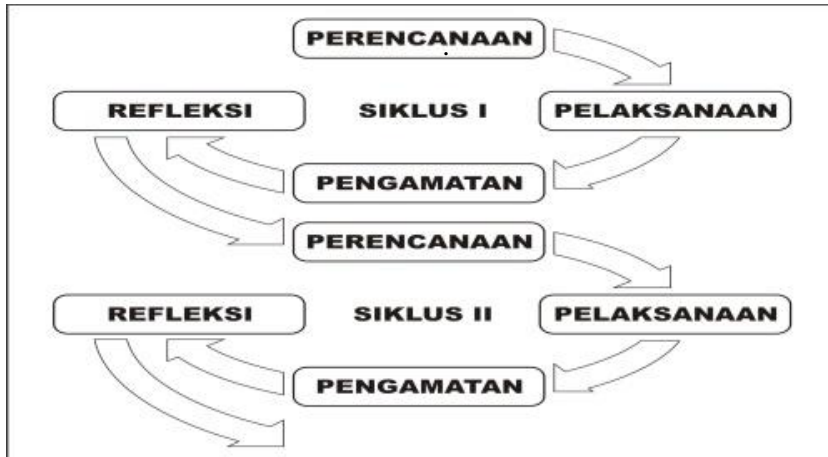 PERENCANAAN
REFLEKSI
SIKLUS I
PELAKSANAAN
PENGAMATAN
PERENCANAAN
REFLEKSI
SIKLUS II
PELAKSANAAN
PENGAMATAN